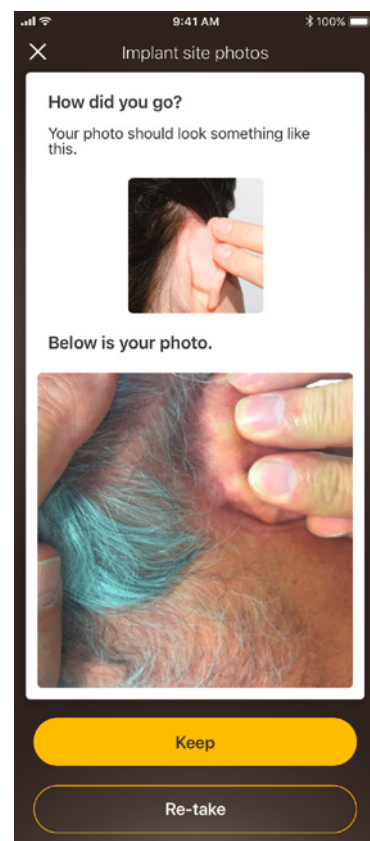 9:41 AM
100%
Implant site photos
How did you go?
Your photo should look something like
this.
Below is your photo.
Keep
Re-take